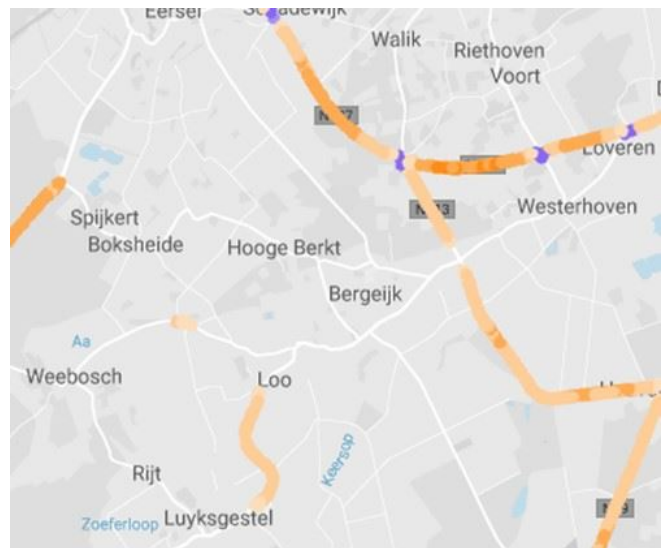 Eersel
Walik
Riethoven
Voort
Loveren
Spijkert
Boksheide
Westerhoven
Hooge Berkt
Bergeijk
Aa
Weebosch
Loo
Keersop
Rijt
Luyksgestel
Zoeferloop